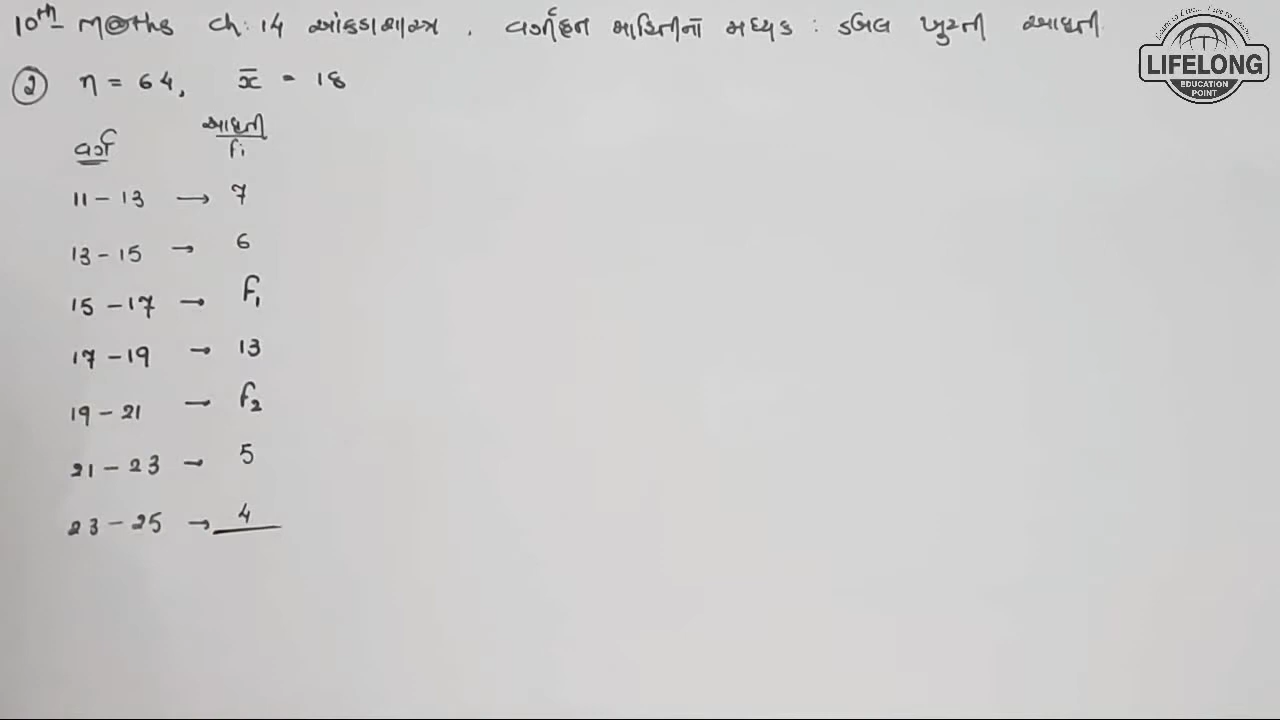 10th Maths Ch: 14 આંકડાશાસ્ત્ર , વર્ગીકૃત માહિતીનો મધ્યક : ડબલ ખુટતી આવૃત્તી.
LIFELONG
EDUCATION
POINT
② n = 64, x̄ = 18
વર્ગ આવૃત્તી
fi
11 - 13 → 7
13 - 15 → 6
15 - 17 → F₁
17 - 19 → 13
19 - 21 — F₂
21 - 23 → 5
23 - 25 → 4